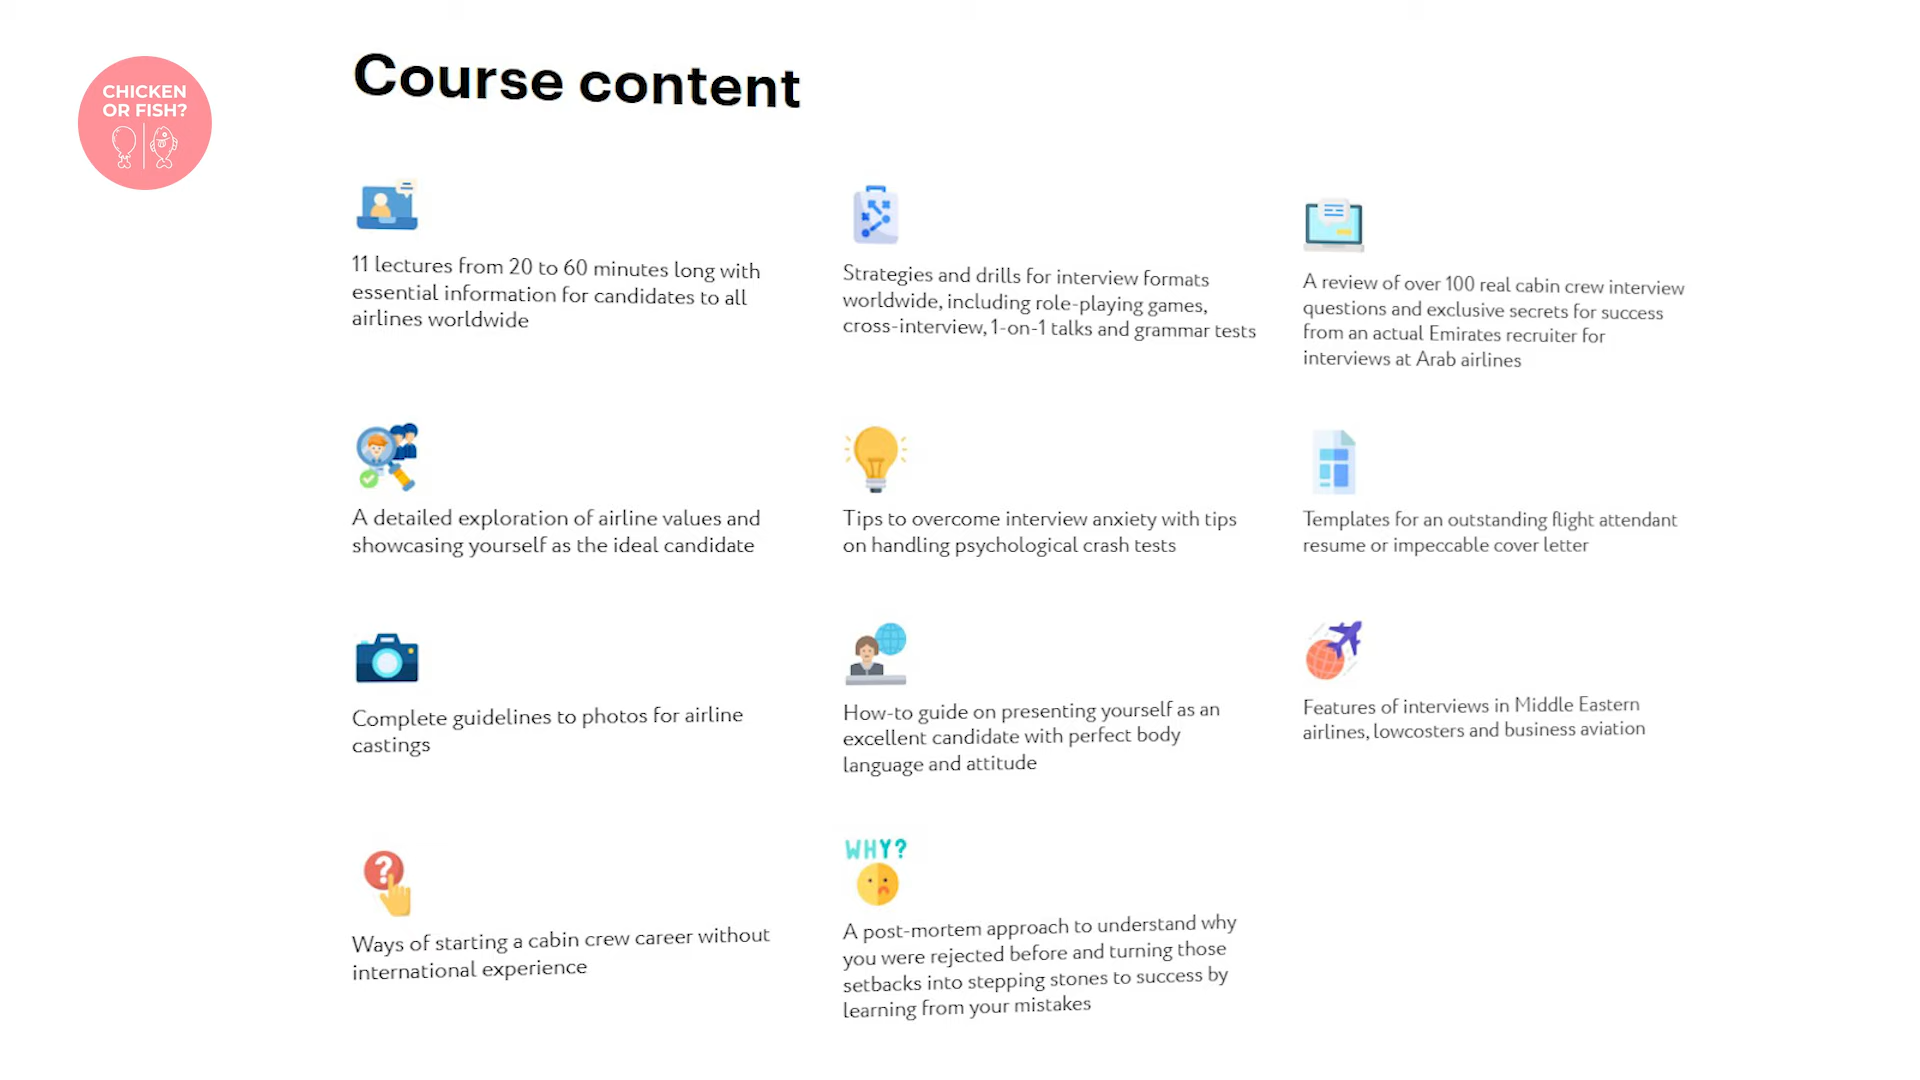 CHICKEN
OR FISH?
Course content
11 lectures from 20 to 60 minutes long with
essential information for candidates to all
airlines worldwide
Strategies and drills for interview formats
worldwide, including role-playing games,
cross-interview, 1-on-1 talks and grammar tests
A review of over 100 real cabin crew interview
questions and exclusive secrets for success
from an actual Emirates recruiter for
interviews at Arab airlines
A detailed exploration of airline values and
showcasing yourself as the ideal candidate
Tips to overcome interview anxiety with tips
on handling psychological crash tests
Templates for an outstanding flight attendant
resume or impeccable cover letter
Complete guidelines to photos for airline
castings
How-to guide on presenting yourself as an
excellent candidate with perfect body
language and attitude
Features of interviews in Middle Eastern
airlines, lowcosters and business aviation
?
Ways of starting a cabin crew career without
international experience
WHY?
A post-mortem approach to understand why
you were rejected before and turning those
setbacks into stepping stones to success by
learning from your mistakes